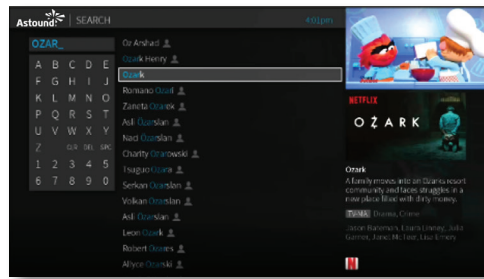 Astound | SEARCH 4:01pm
OZAR_
A B C D E
F G H I J
K L M N O
P Q R S T
U V W X Y
Z CLR DEL SPC
1 2 3 4 5
6 7 8 9 0
Oz Arshad
Ozark Henry
Ozark
Romano Ozari
Zaneta Ozarek
Asli Ozarslan
Naci Ozarslan
Charity Ozarowski
Tsuguo Ozawa
Serkan Ozarslan
Volkan Ozarslan
Asli Ozarslan
Leon Ozark
Robert Ozares
Allyce Ozarski
NETFLIX
OZARK
Ozark
A family moves into an Ozarks resort
community and faces struggles in a
new place filled with dirty money.
TV-MA Drama, Crime
Jason Bateman, Laura Linney, Julia
Garner, Janet McTeer, Lisa Emery
N